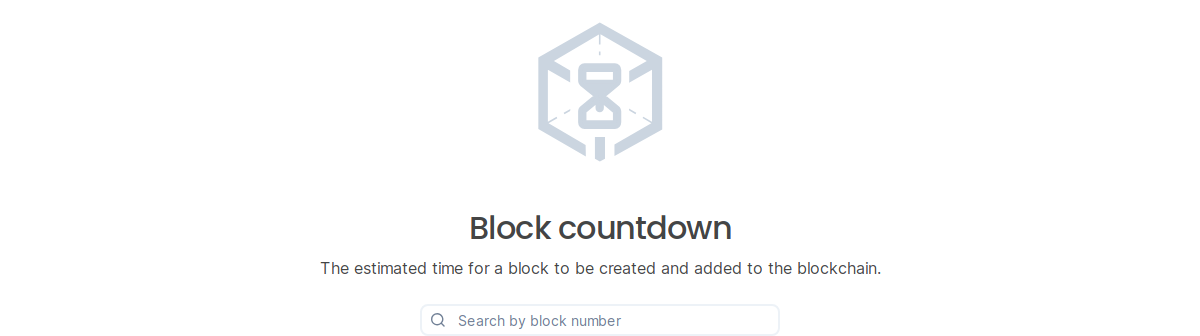 Block countdown
The estimated time for a block to be created and added to the blockchain.
Search by block number